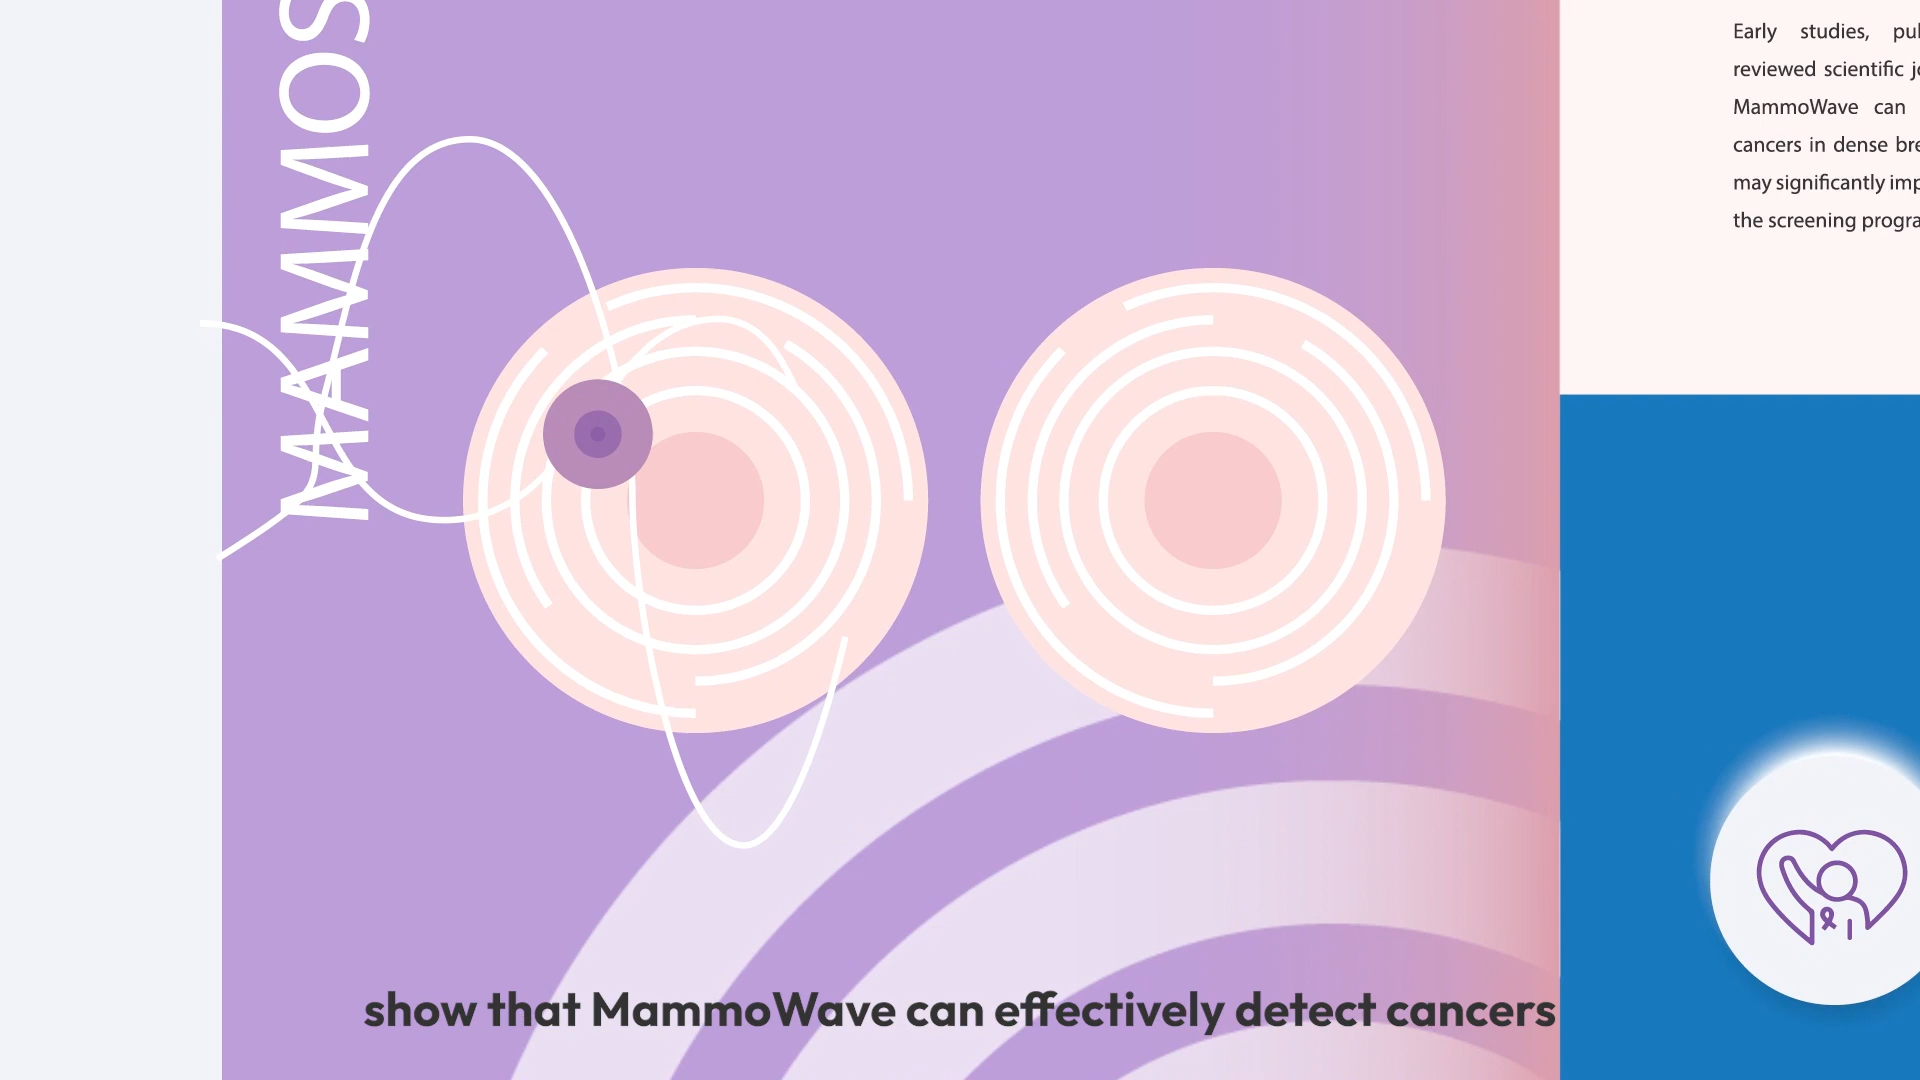 MAMMOS
Early studies,
reviewed scientific
MammoWave can
cancers in dense
may significantly
the screening
show that MammoWave can effectively detect cancers